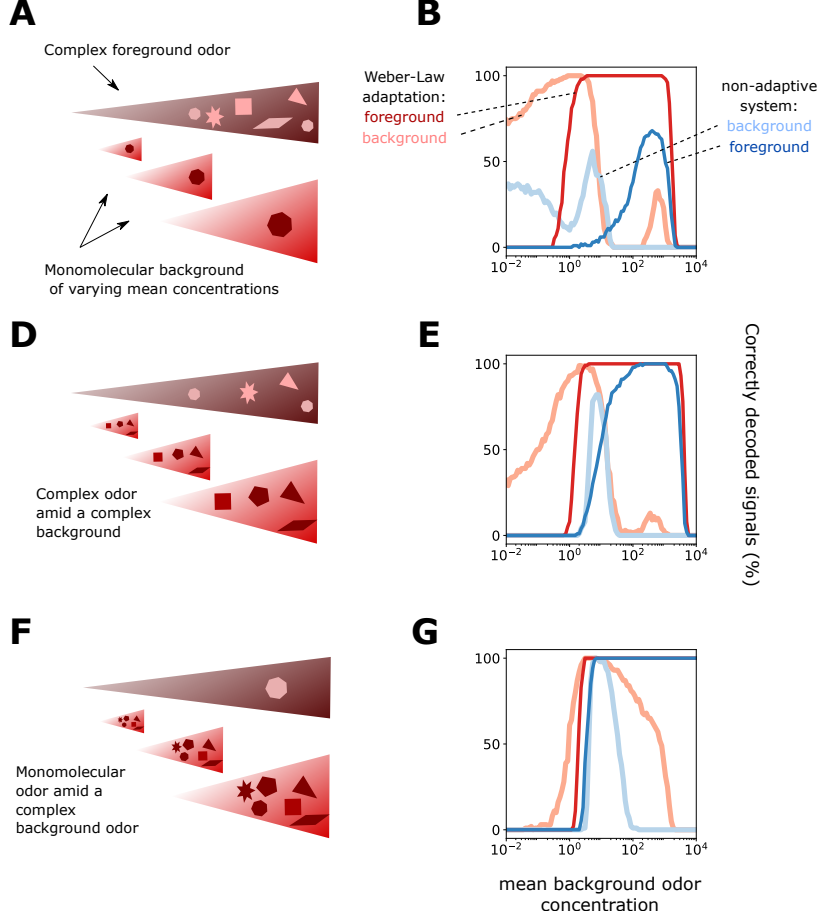 A
B
Complex foreground odor
Monomolecular background
of varying mean concentrations
Weber-Law
adaptation:
foreground
background
100
50
0
10⁻²
10⁰
10²
10⁴
non-adaptive
system:
background
foreground
D
E
Complex odor
amid a complex
background
100
50
0
10⁻²
10⁰
10²
10⁴
Correctly decoded signals (%)
F
G
Monomolecular
odor amid a
complex
background odor
100
50
0
10⁻²
10⁰
10²
10⁴
mean background odor
concentration